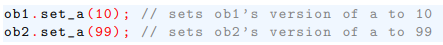 ob1.set_a(10); // sets ob1's version of a to 10
ob2.set_a(99); // sets ob2's version of a to 99